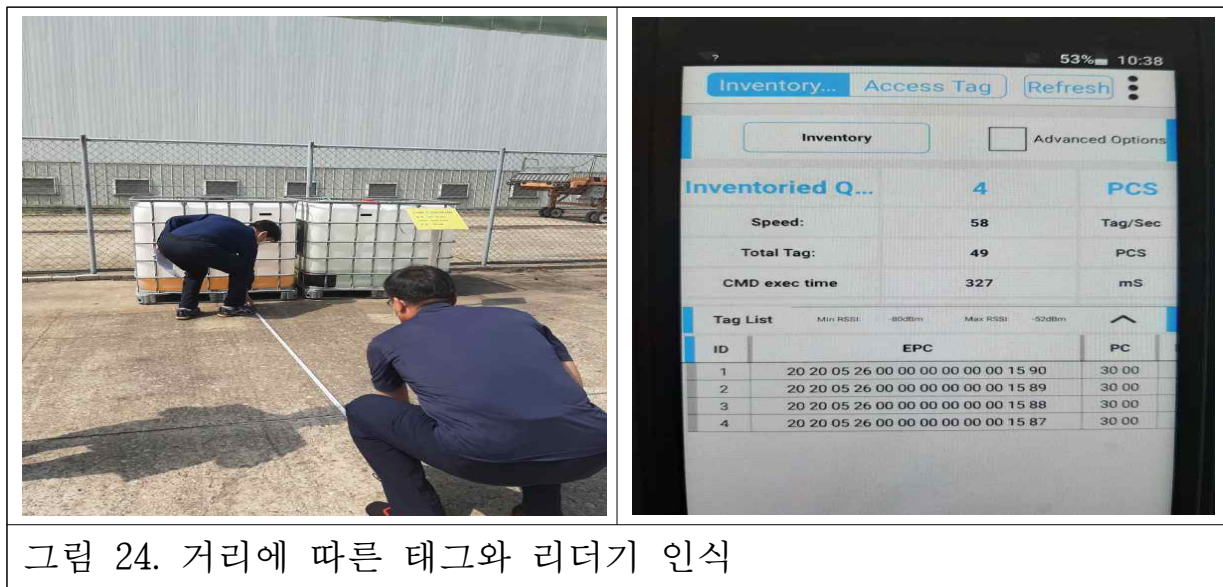 ? 53% 10:38
Inventory... Access Tag Refresh
Inventory Advanced Options
Inventoried Q... 4 PCS
Speed: 58 Tag/Sec
Total Tag: 49 PCS
CMD exec time 327 mS
Tag List Min RSSI: -80dBm Max RSSI: -52dBm
ID EPC PC
1 20 20 05 26 00 00 00 00 00 00 15 90 30 00
2 20 20 05 26 00 00 00 00 00 00 15 89 30 00
3 20 20 05 26 00 00 00 00 00 00 15 88 30 00
4 20 20 05 26 00 00 00 00 00 00 15 87 30 00
그림 24. 거리에 따른 태그와 리더기 인식